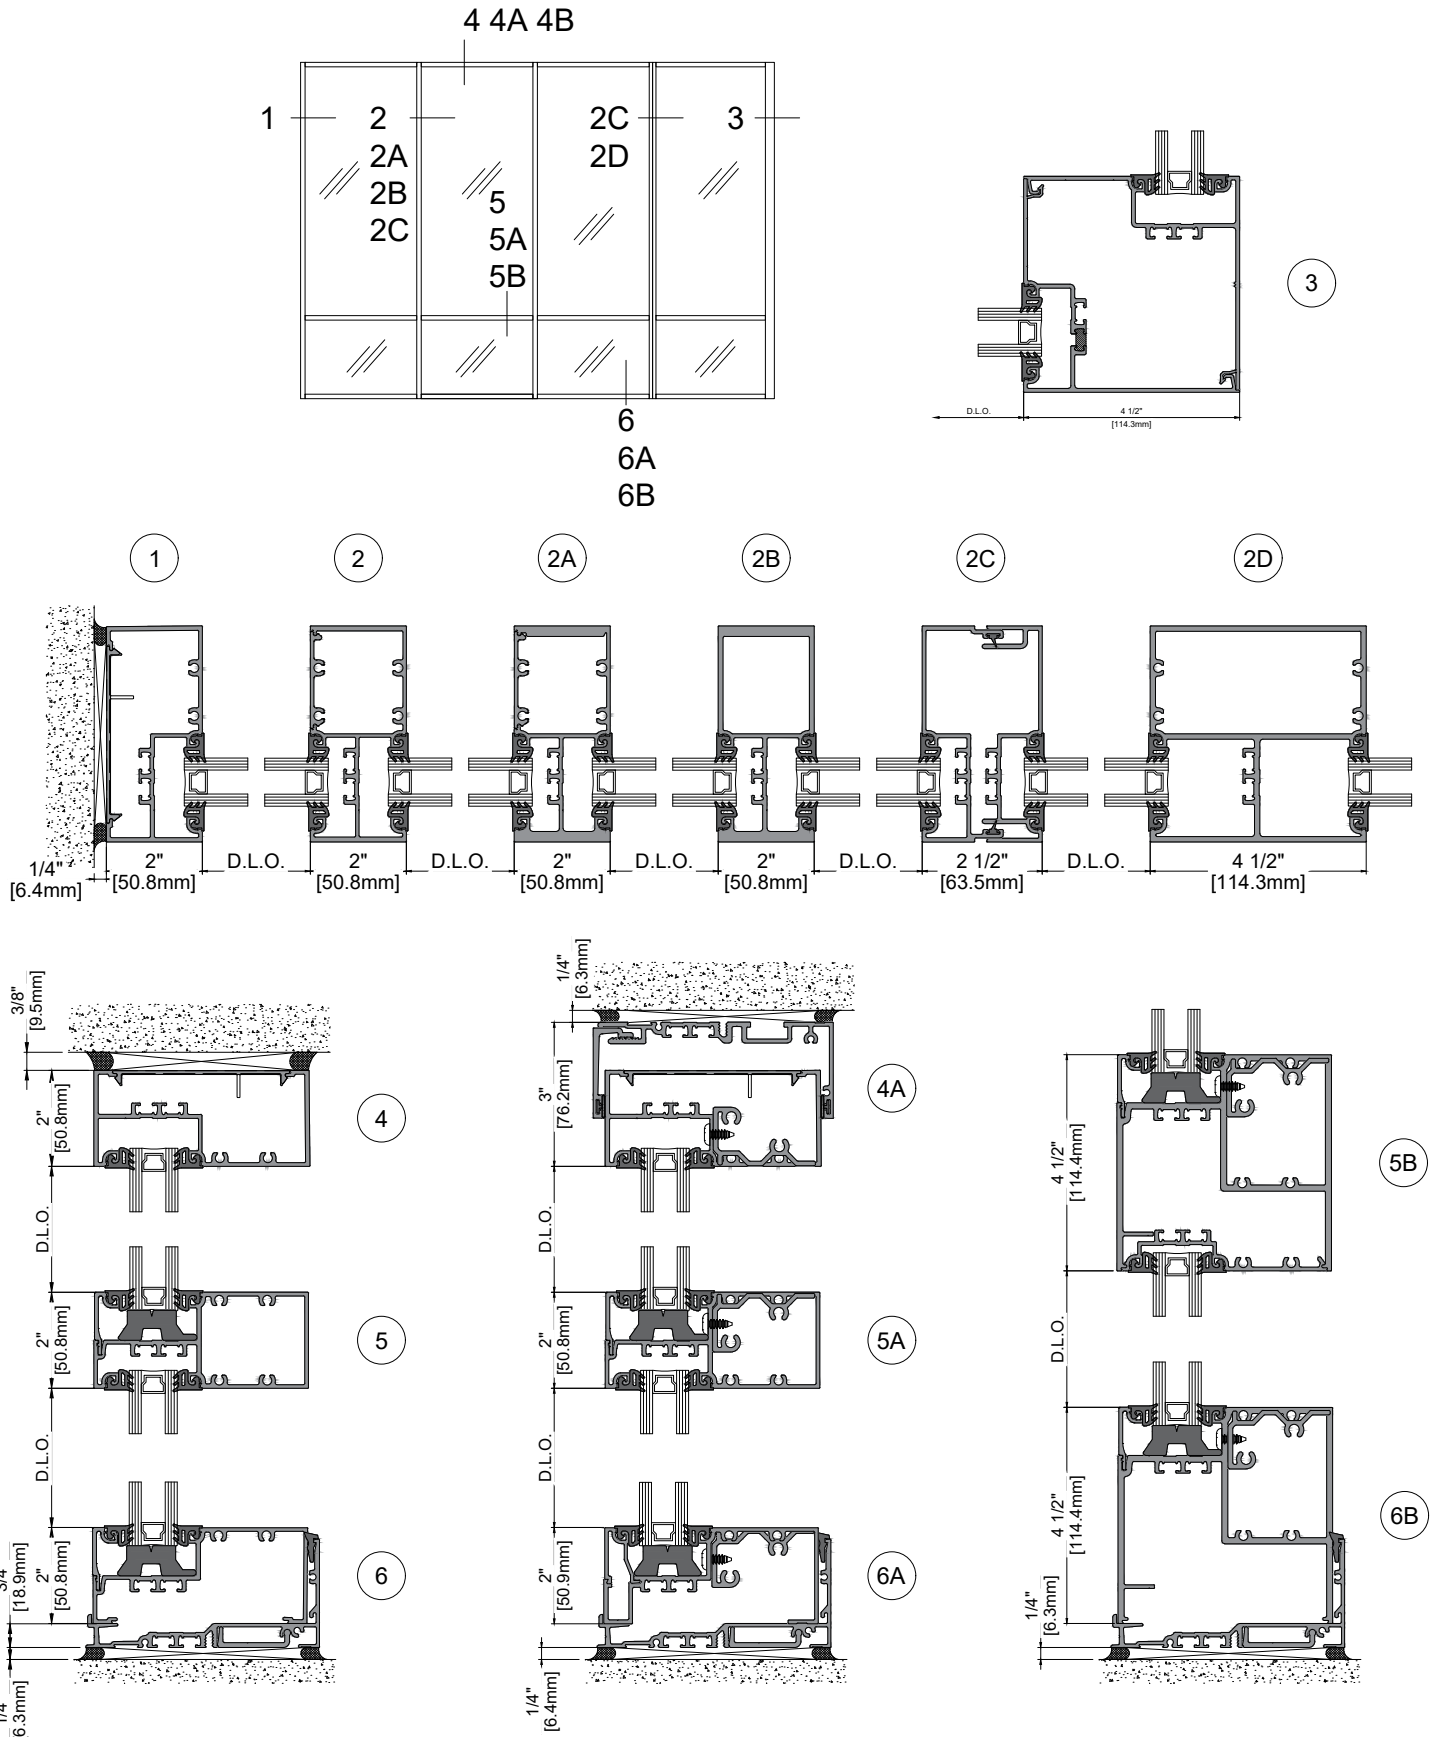 4 4A 4B
1
2
2A
2B
2C
2C
2D
3
5
5A
5B
6
6A
6B
3
D.L.O.
4 1/2"
[114.3mm]
1
2
2A
2B
2C
2D
1/4"
[6.4mm]
2"
[50.8mm]
D.L.O.
2"
[50.8mm]
D.L.O.
2"
[50.8mm]
D.L.O.
2"
[50.8mm]
D.L.O.
2 1/2"
[63.5mm]
D.L.O.
4 1/2"
[114.3mm]
3/8"
[9.5mm]
2"
[50.8mm]
4
D.L.O.
2"
[50.8mm]
5
D.L.O.
2"
[50.8mm]
6
3/4"
[18.9mm]
1/4"
[6.3mm]
1/4"
[6.3mm]
3"
[76.2mm]
4A
D.L.O.
2"
[50.8mm]
5A
D.L.O.
2"
[50.9mm]
6A
1/4"
[6.4mm]
4 1/2"
[114.4mm]
5B
D.L.O.
4 1/2"
[114.4mm]
6B
1/4"
[6.3mm]